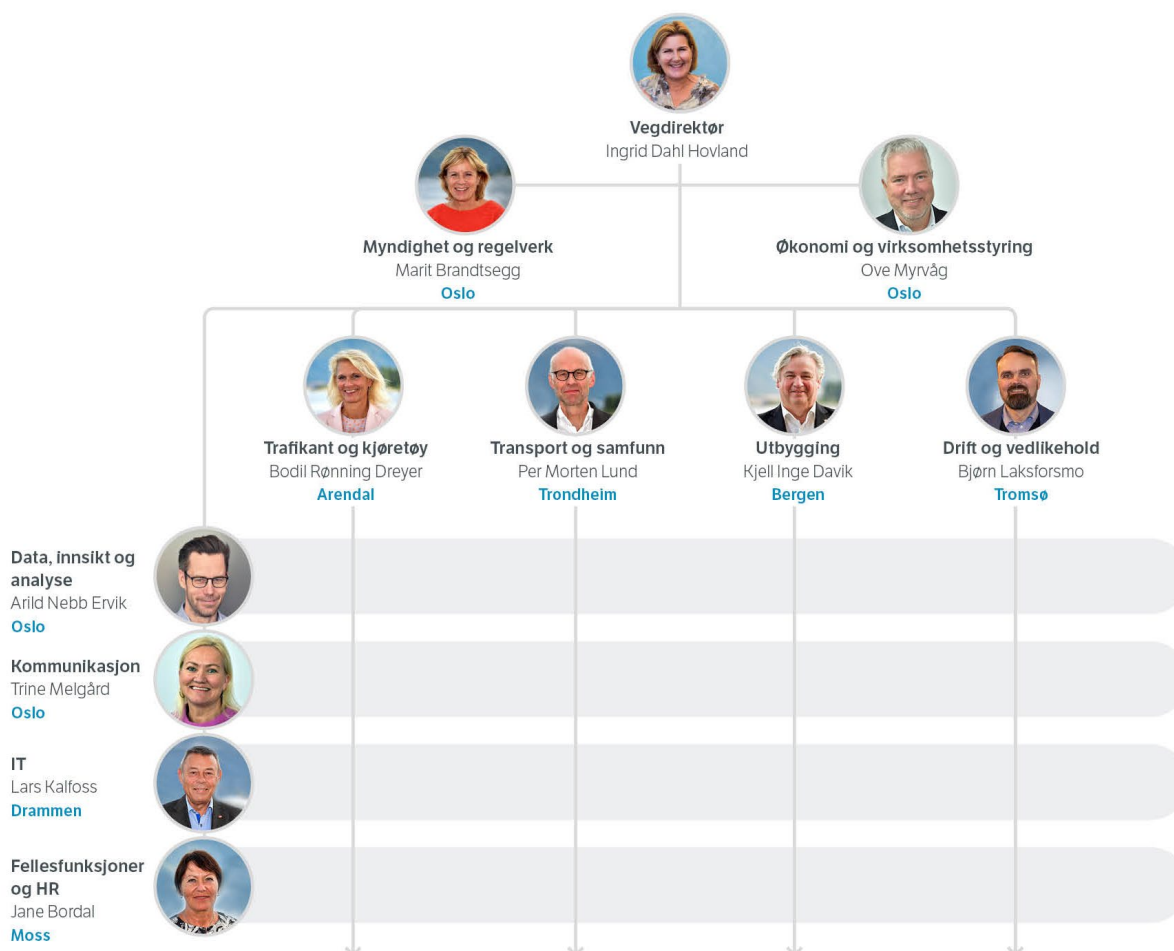 Vegdirektør
Ingrid Dahl Hovland
Myndighet og regelverk
Marit Brandtsegg
Oslo
Økonomi og virksomhetsstyring
Ove Myrvåg
Oslo
Trafikant og kjøretøy
Bodil Rønning Dreyer
Arendal
Transport og samfunn
Per Morten Lund
Trondheim
Utbygging
Kjell Inge Davik
Bergen
Drift og vedlikehold
Bjørn Laksforsmo
Tromsø
Data, innsikt og
analyse
Arild Nebb Ervik
Oslo
Kommunikasjon
Trine Melgård
Oslo
IT
Lars Kalfoss
Drammen
Fellesfunksjoner
og HR
Jane Bordal
Moss